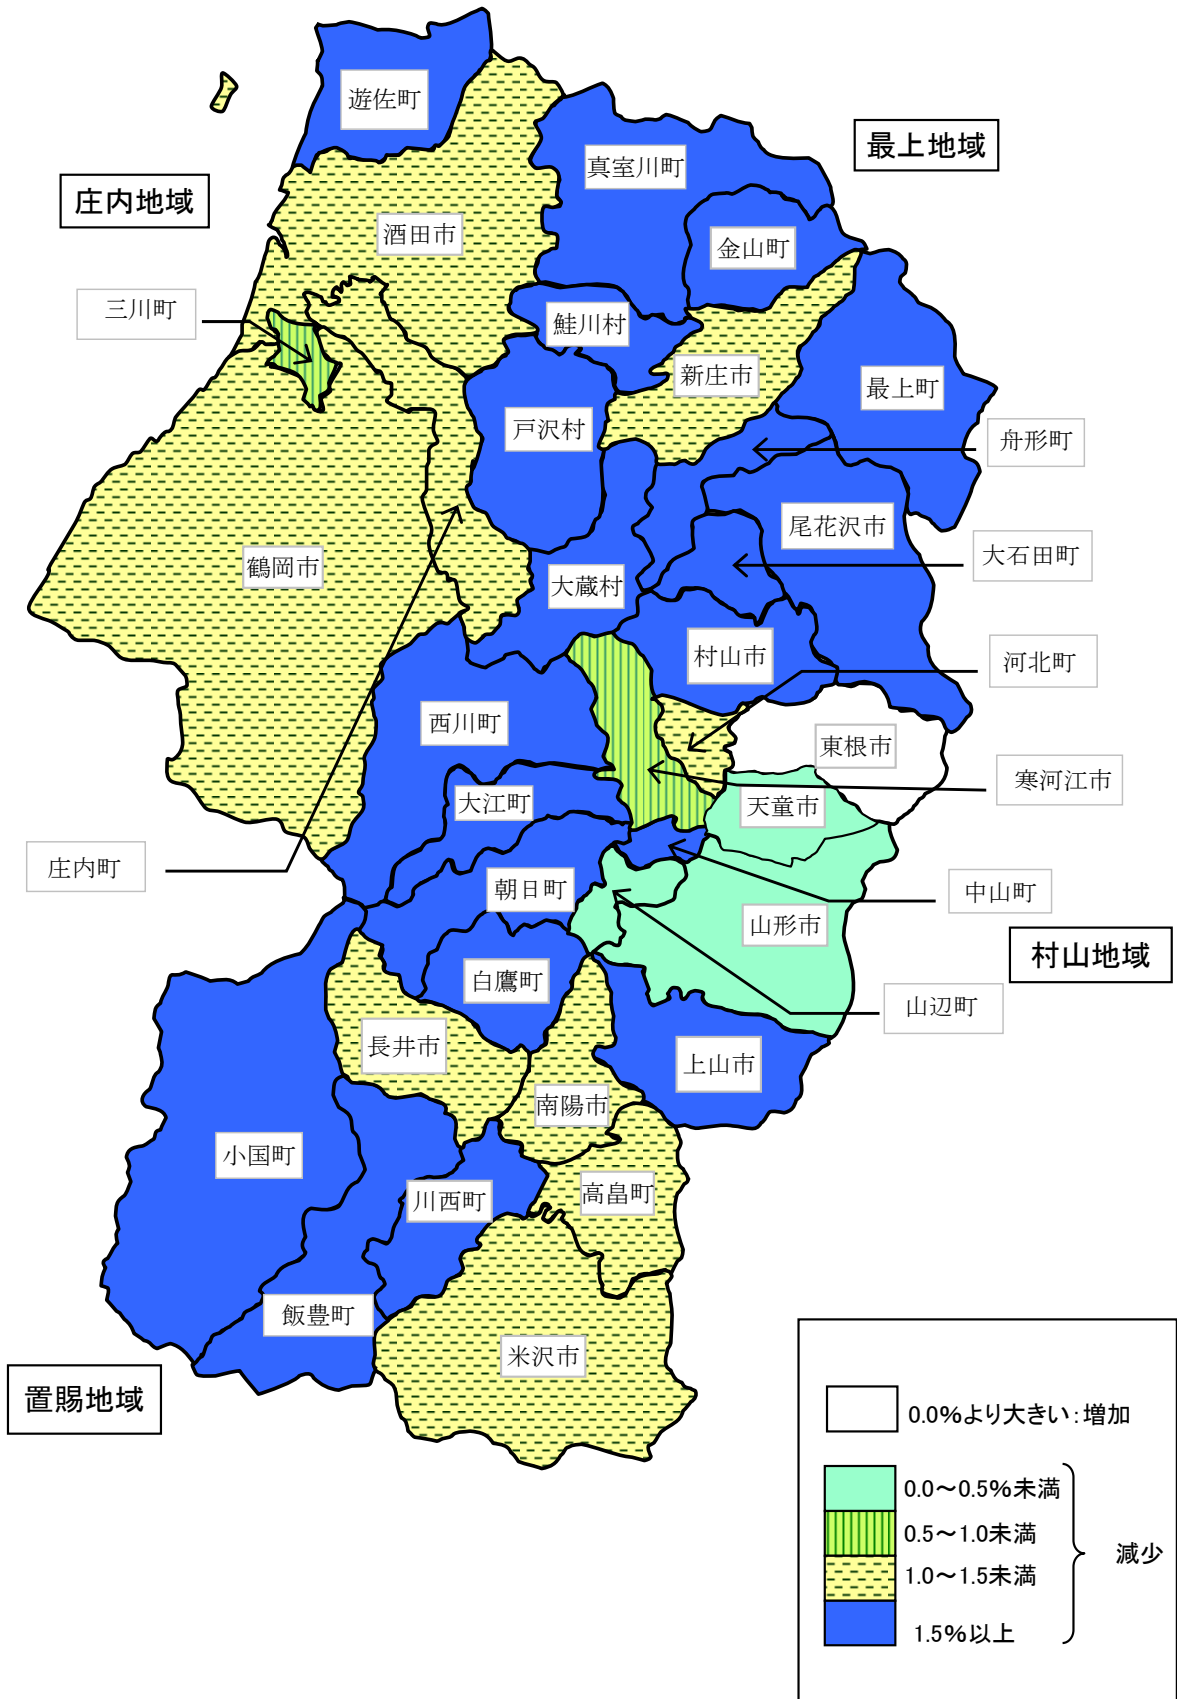 遊佐町
最上地域
真室川町
庄内地域
酒田市
金山町
三川町
鮭川村
新庄市
最上町
戸沢村
舟形町
尾花沢市
大石田町
鶴岡市
大蔵村
村山市
河北町
西川町
東根市
寒河江市
大江町
天童市
庄内町
朝日町
中山町
山形市
村山地域
白鷹町
山辺町
長井市
上山市
南陽市
小国町
高畠町
川西町
飯豊町
米沢市
置賜地域
0.0%より大きい：増加
0.0～0.5%未満
0.5～1.0未満
減少
1.0～1.5未満
1.5%以上